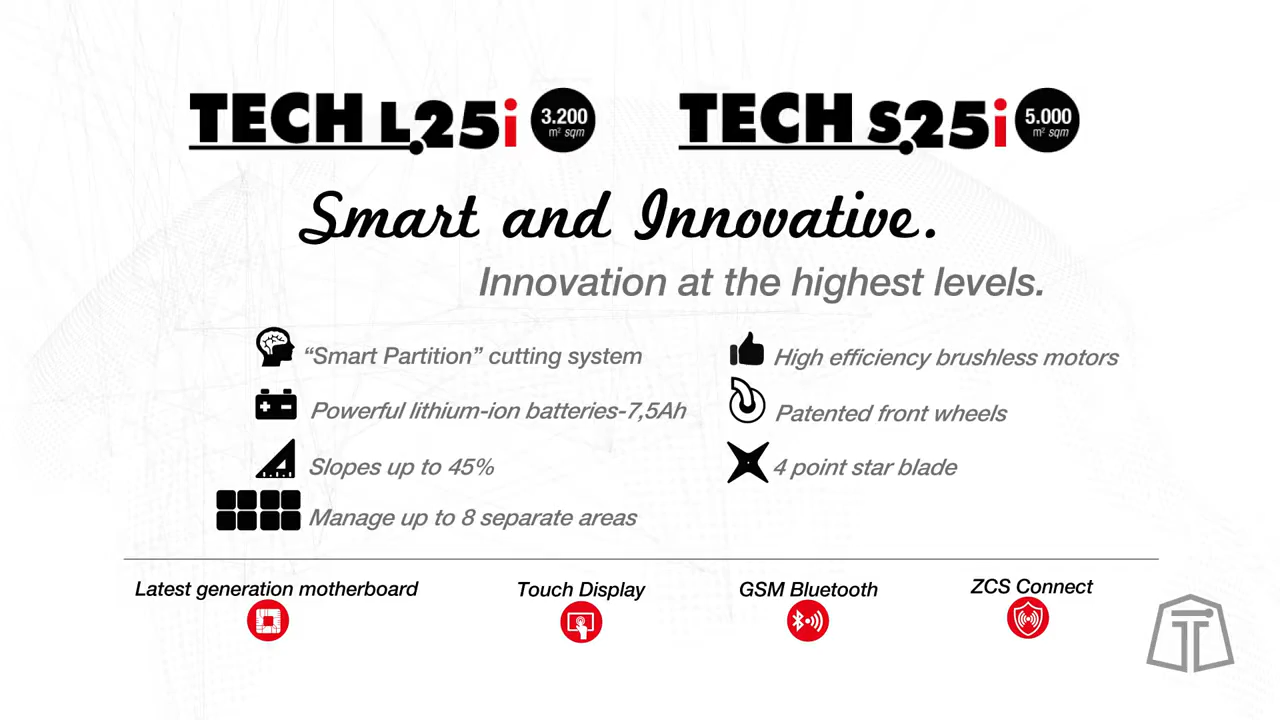 TECH L25i 3.200 m² sqm
TECH S25i 5.000 m² sqm
Smart and Innovative.
Innovation at the highest levels.
“Smart Partition” cutting system
Powerful lithium-ion batteries-7,5Ah
Slopes up to 45%
Manage up to 8 separate areas
High efficiency brushless motors
Patented front wheels
4 point star blade
Latest generation motherboard
Touch Display
GSM Bluetooth
ZCS Connect